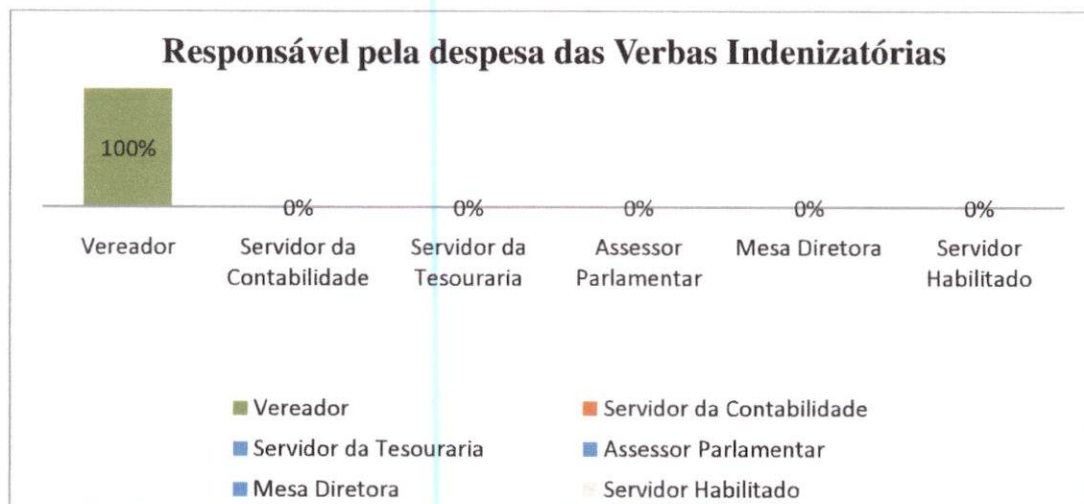 Responsável pela despesa das Verbas Indenizatórias
100%
0% 0% 0% 0% 0%
Vereador Servidor da Contabilidade Servidor da Tesouraria Assessor Parlamentar Mesa Diretora Servidor Habilitado
Vereador Servidor da Contabilidade
Servidor da Tesouraria Assessor Parlamentar
Mesa Diretora Servidor Habilitado